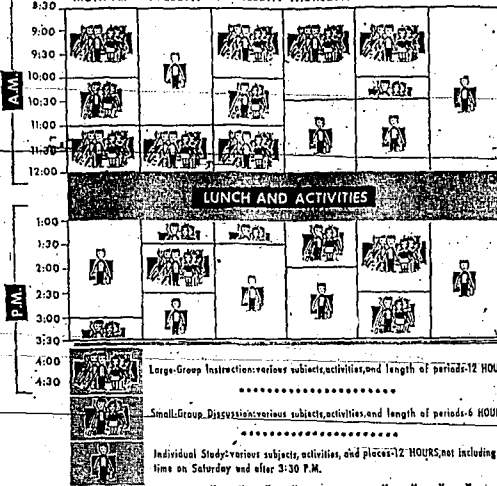 8:30
9:00
9:30
10:00
10:30
11:00
11:30
12:00
A.M.
LUNCH AND ACTIVITIES
1:00
1:30
2:00
2:30
3:00
3:30
4:00
4:30
P.M.
Large-Group Instruction: various subjects, activities, and length of periods-12 HOU
Small-Group Discussion: various subjects, activities, and length of periods-6 HOU
Individual Study: various subjects, activities, and places-12 HOURS, not including
time on Saturday and after 3:30 P.M.